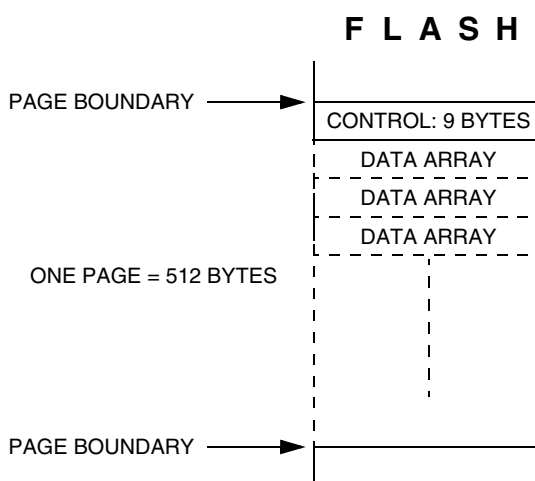 F L A S H
PAGE BOUNDARY
CONTROL: 9 BYTES
DATA ARRAY
DATA ARRAY
DATA ARRAY
ONE PAGE = 512 BYTES
PAGE BOUNDARY